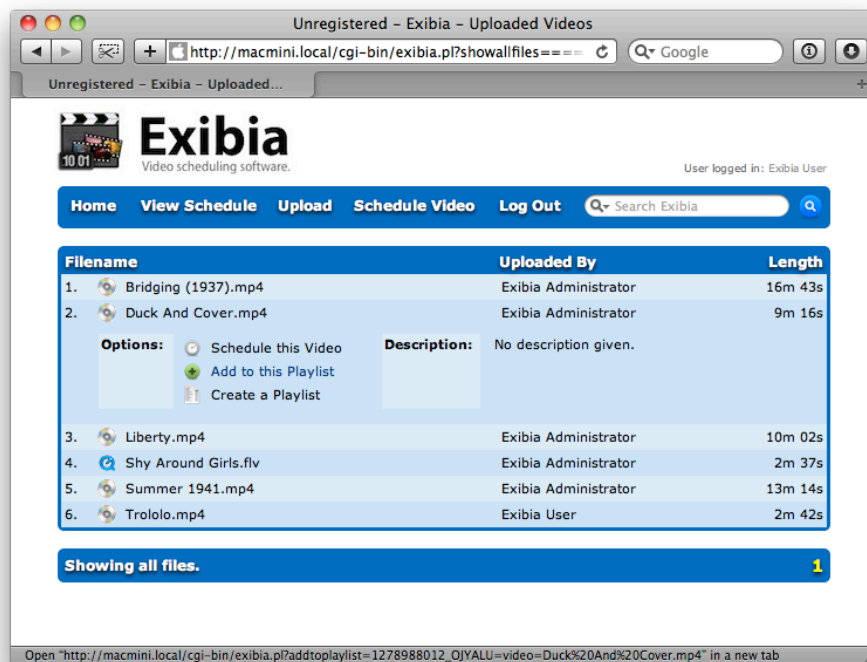 Unregistered – Exibia – Uploaded Videos
http://macmini.local/cgi-bin/exibia.pl?showallfiles====
Google
Unregistered – Exibia – Uploaded...
10 01
Exibia
Video scheduling software.
User logged in: Exibia User
Home View Schedule Upload Schedule Video Log Out Search Exibia
Filename Uploaded By Length
1. Bridging (1937).mp4 Exibia Administrator 16m 43s
2. Duck And Cover.mp4 Exibia Administrator 9m 16s
Options: Schedule this Video Description: No description given.
Add to this Playlist
Create a Playlist
3. Liberty.mp4 Exibia Administrator 10m 02s
4. Shy Around Girls.flv Exibia Administrator 2m 37s
5. Summer 1941.mp4 Exibia Administrator 13m 14s
6. Trololo.mp4 Exibia User 2m 42s
Showing all files. 1
Open "http://macmini.local/cgi-bin/exibia.pl?addtoplaylist=1278988012_OJYALU=video=Duck%20And%20Cover.mp4" in a new tab